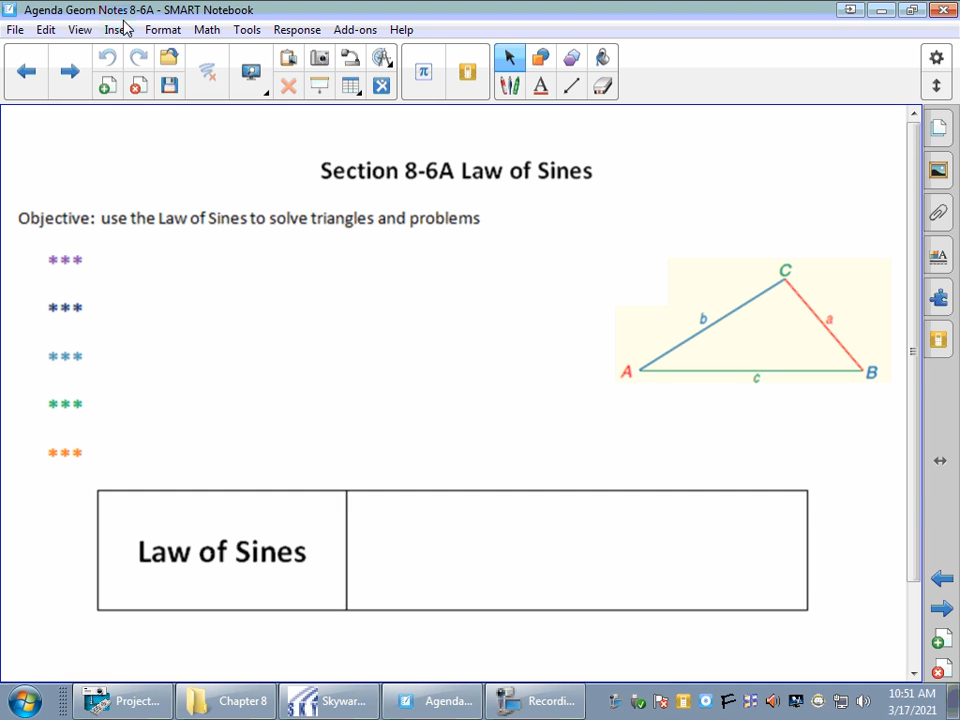 Agenda Geom Notes 8-6A - SMART Notebook
File Edit View Insert Format Math Tools Response Add-ons Help
π
A
Section 8-6A Law of Sines
Objective: use the Law of Sines to solve triangles and problems
***
***
***
***
***
C
b
a
A
c
B
Law of Sines
Project...
Chapter 8
Skywar...
Agenda...
Recordi...
10:51 AM
3/17/2021